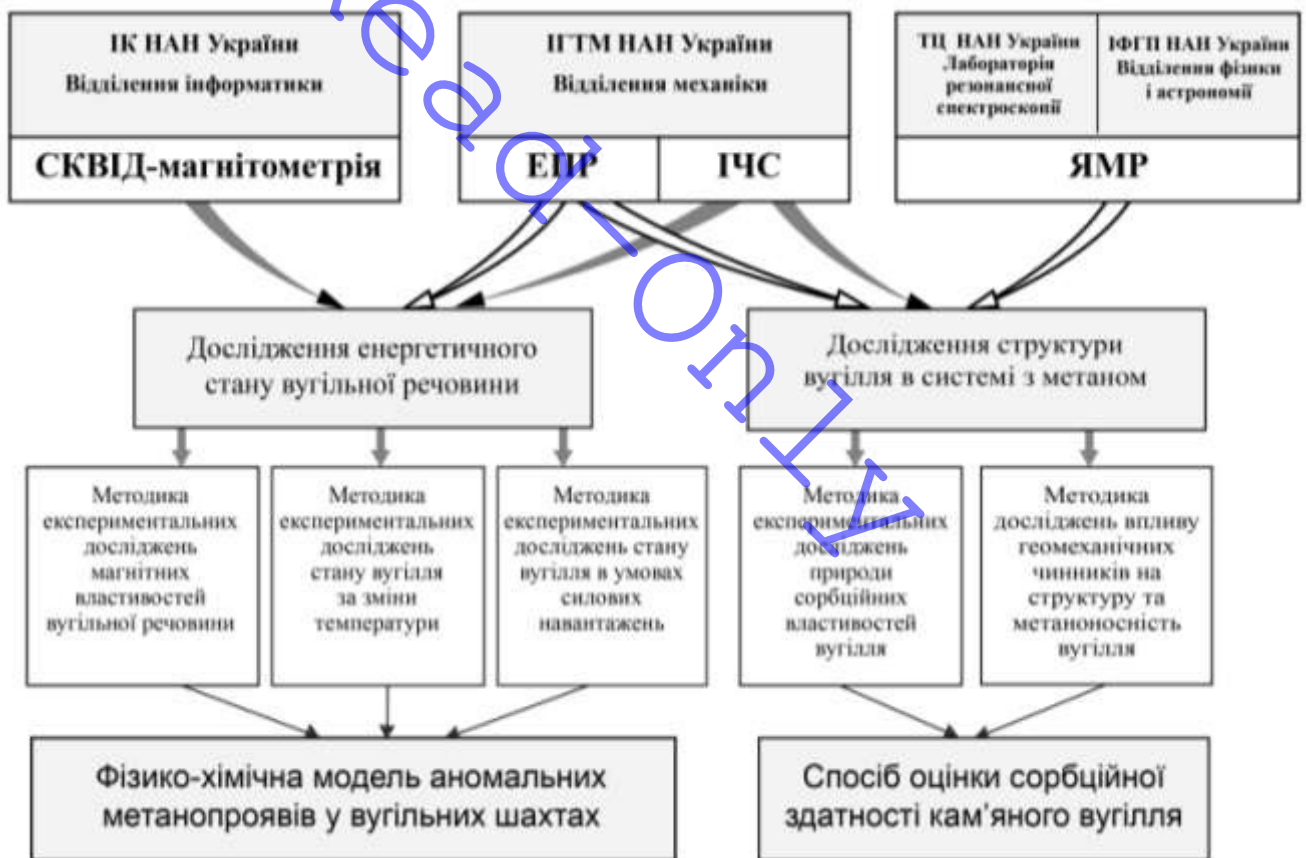 ІК НАН України
Відділення інформатики
СКВІД-магнітометрія
ІГТМ НАН України
Відділення механіки
ЕПР
ІЧС
ТЦ НАН України
Лабораторія
резонансної
спектроскопії
ІФГП НАН України
Відділення фізики
і астрономії
ЯМР
Дослідження енергетичного
стану вугільної речовини
Дослідження структури
вугілля в системі з метаном
Методика
експериментальних
досліджень
магнітних
властивостей
вугільної речовини
Методика
експериментальних
досліджень
стану вугілля
за зміни
температури
Методика
експериментальних
досліджень стану
вугілля в умовах
силових
навантажень
Методика
експериментальних
досліджень
природи
сорбційних
властивостей
вугілля
Методика
досліджень впливу
геомеханічних
чинників на
структуру та
метаноносність
вугілля
Фізико-хімічна модель аномальних
метанопроявів у вугільних шахтах
Спосіб оцінки сорбційної
здатності кам’яного вугілля
ead Only